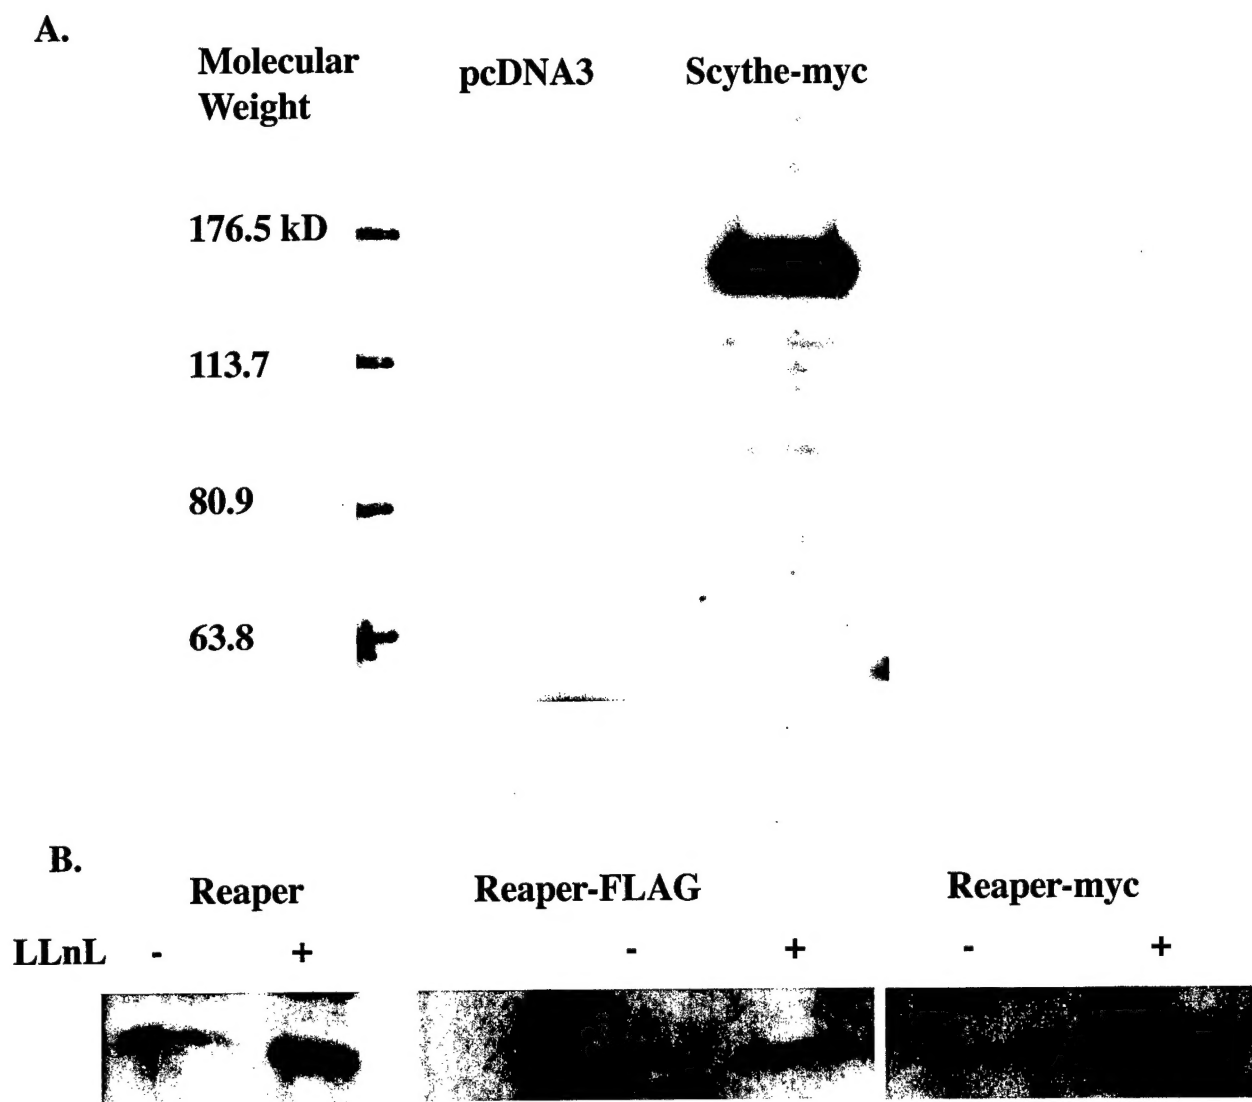 A.
Molecular Weight pcDNA3 Scythe-myc
176.5 kD
113.7
80.9
63.8
B.
Reaper Reaper-FLAG Reaper-myc
LLnL - + - + - +